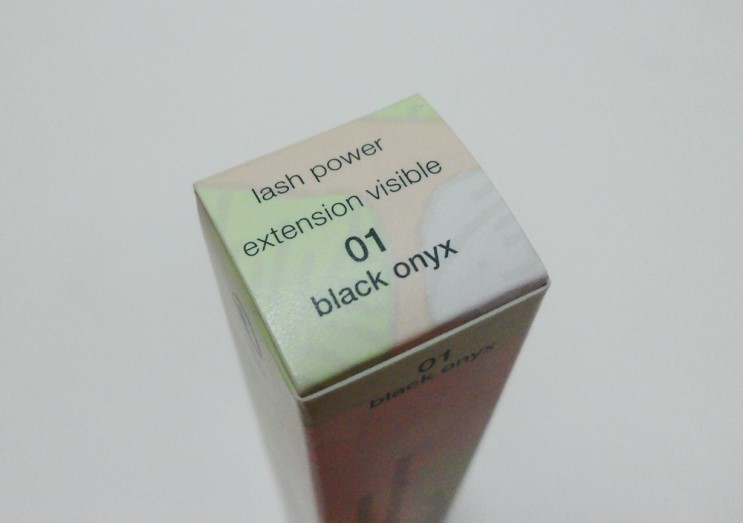 lash power
extension visible
01
black onyx
01
black onyx